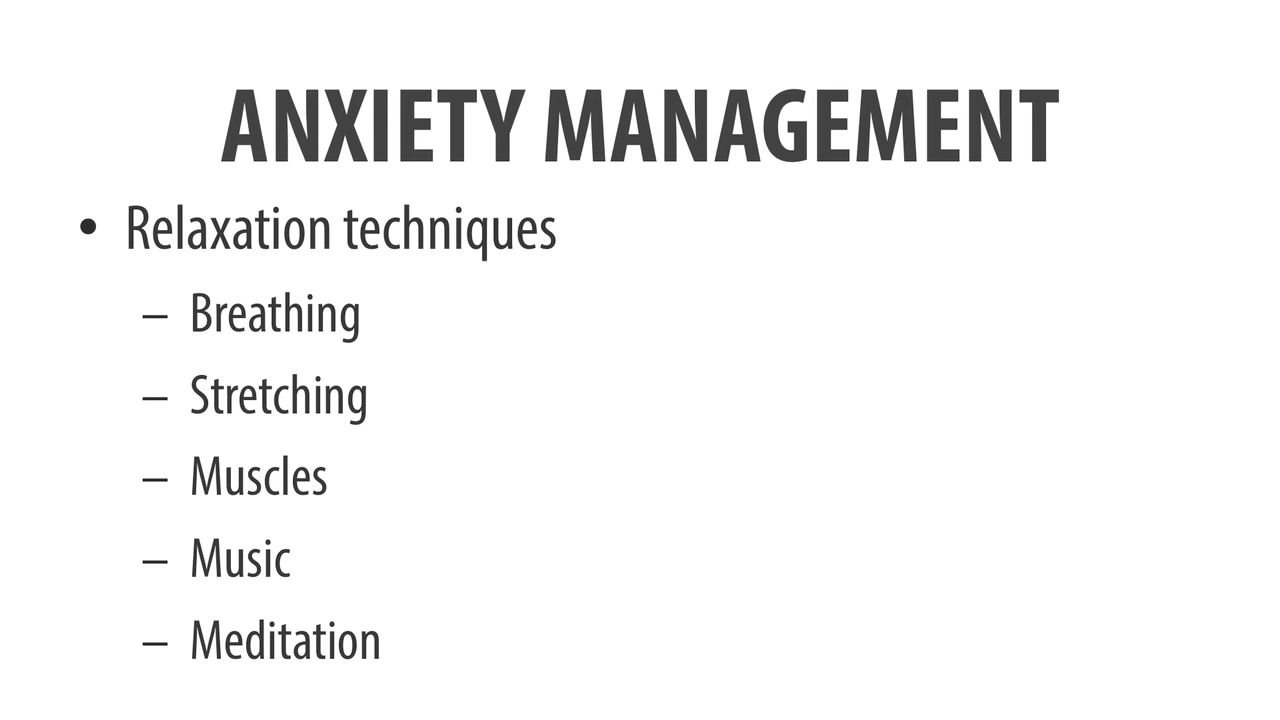 ANXIETY MANAGEMENT
• Relaxation techniques
– Breathing
– Stretching
– Muscles
– Music
– Meditation